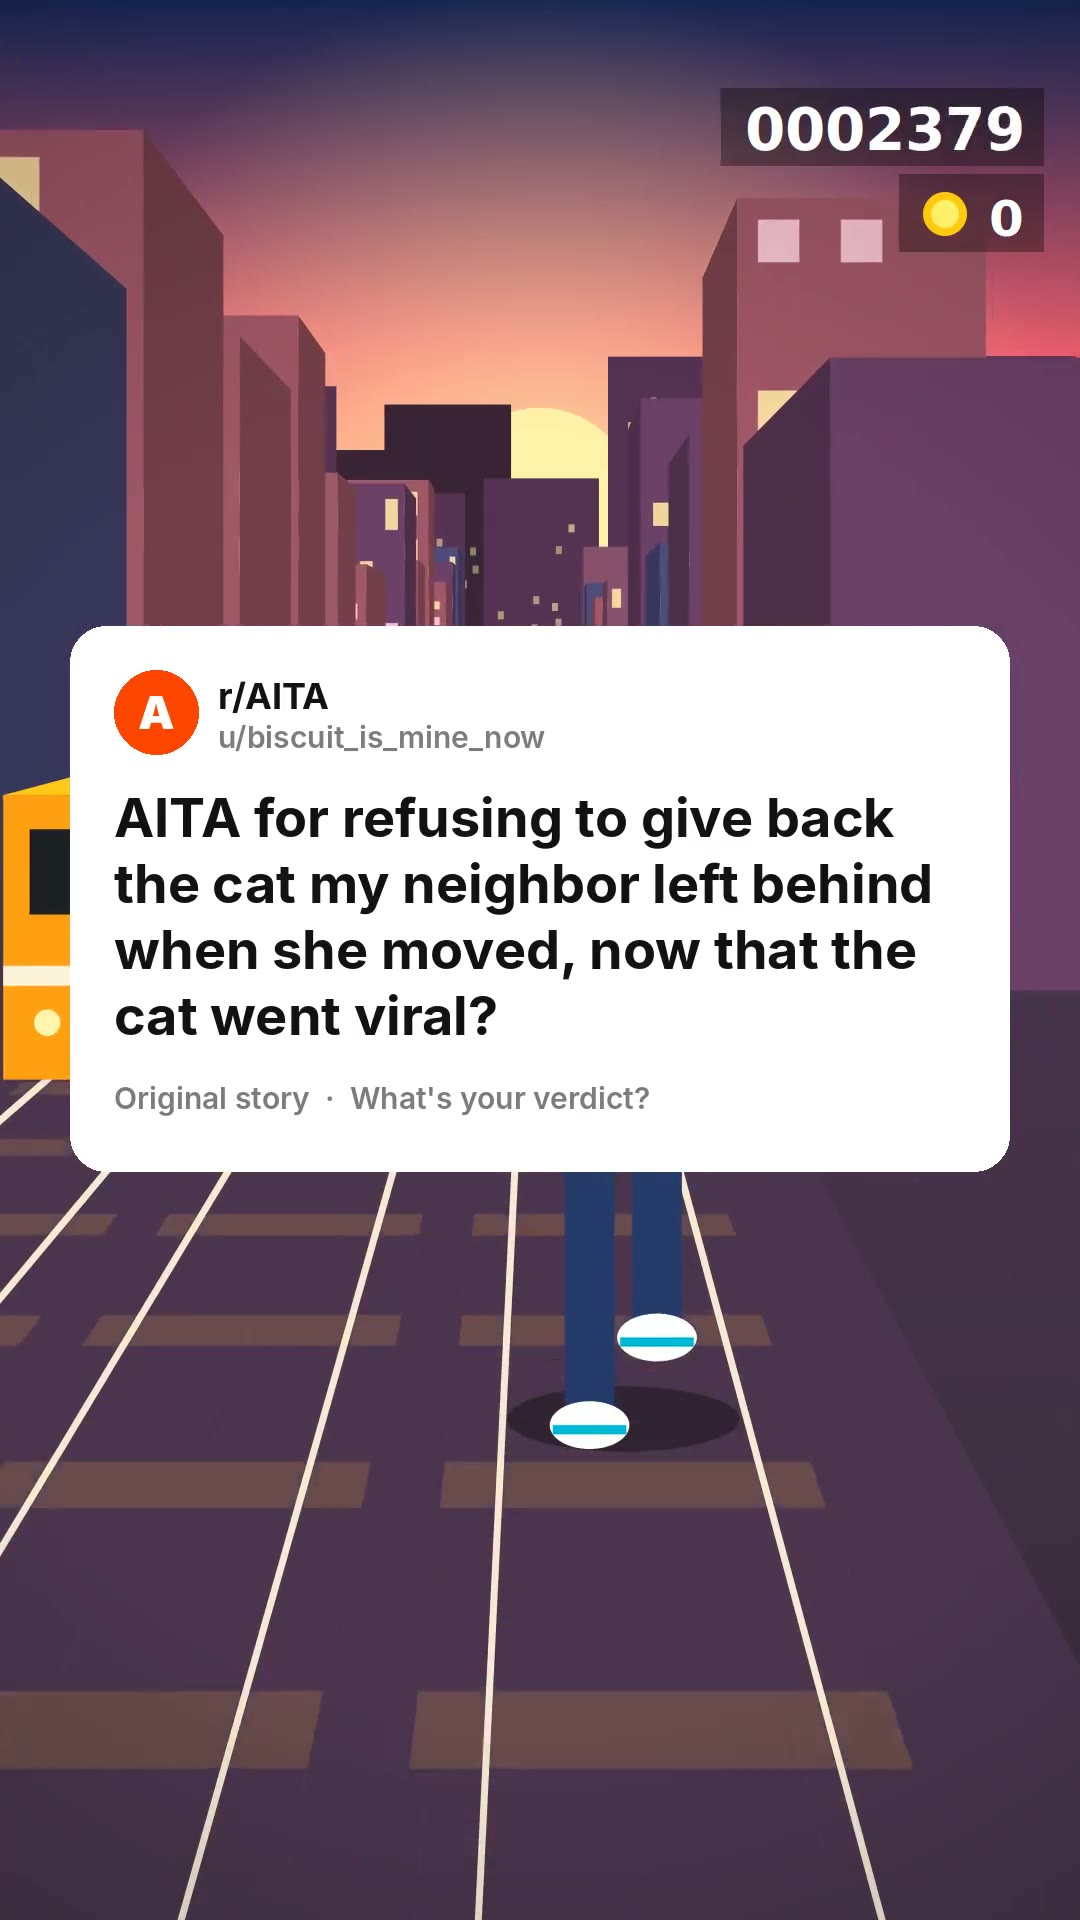 0002379
0
A
r/AITA
u/biscuit_is_mine_now
AITA for refusing to give back
the cat my neighbor left behind
when she moved, now that the
cat went viral?
Original story · What's your verdict?